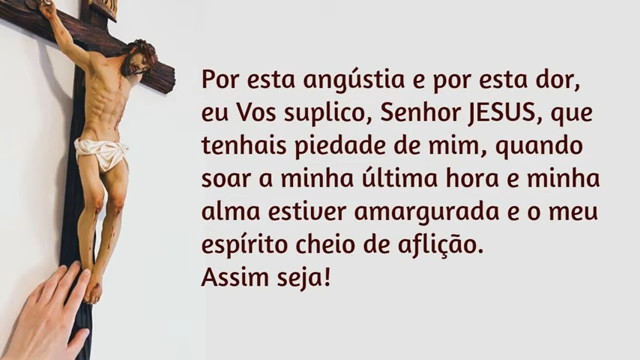 Por esta angústia e por esta dor,
eu Vos suplico, Senhor JESUS, que
tenhais piedade de mim, quando
soar a minha última hora e minha
alma estiver amargurada e o meu
espírito cheio de aflição.
Assim seja!